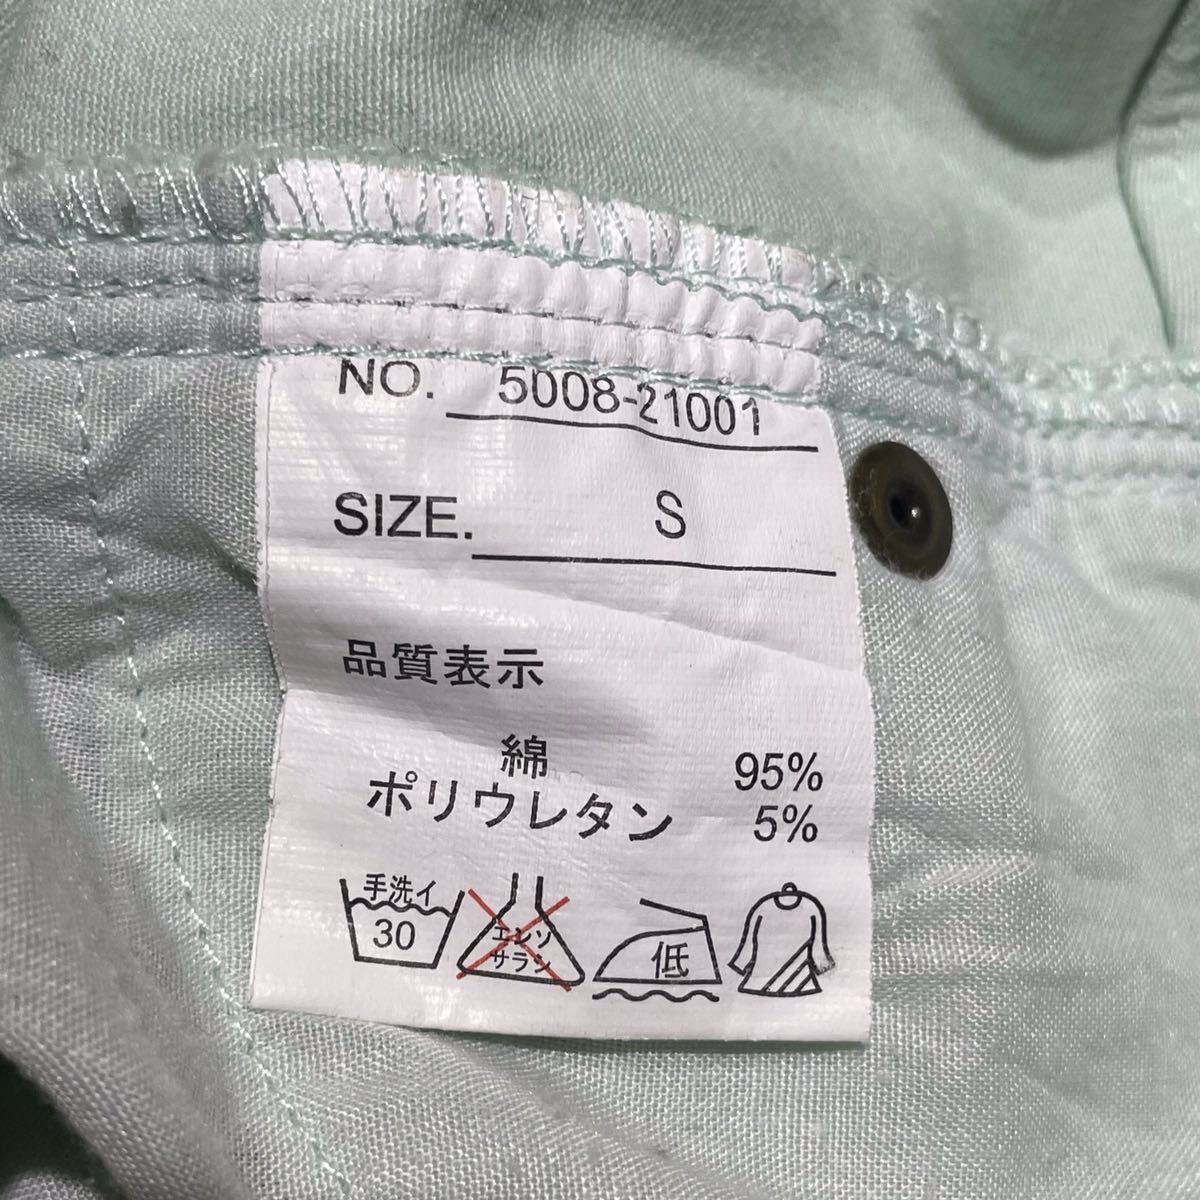 NO. 5008-21001
SIZE. S
品質表示
綿 95%
ポリウレタン 5%
手洗イ
30
エンソ
サラシ
低